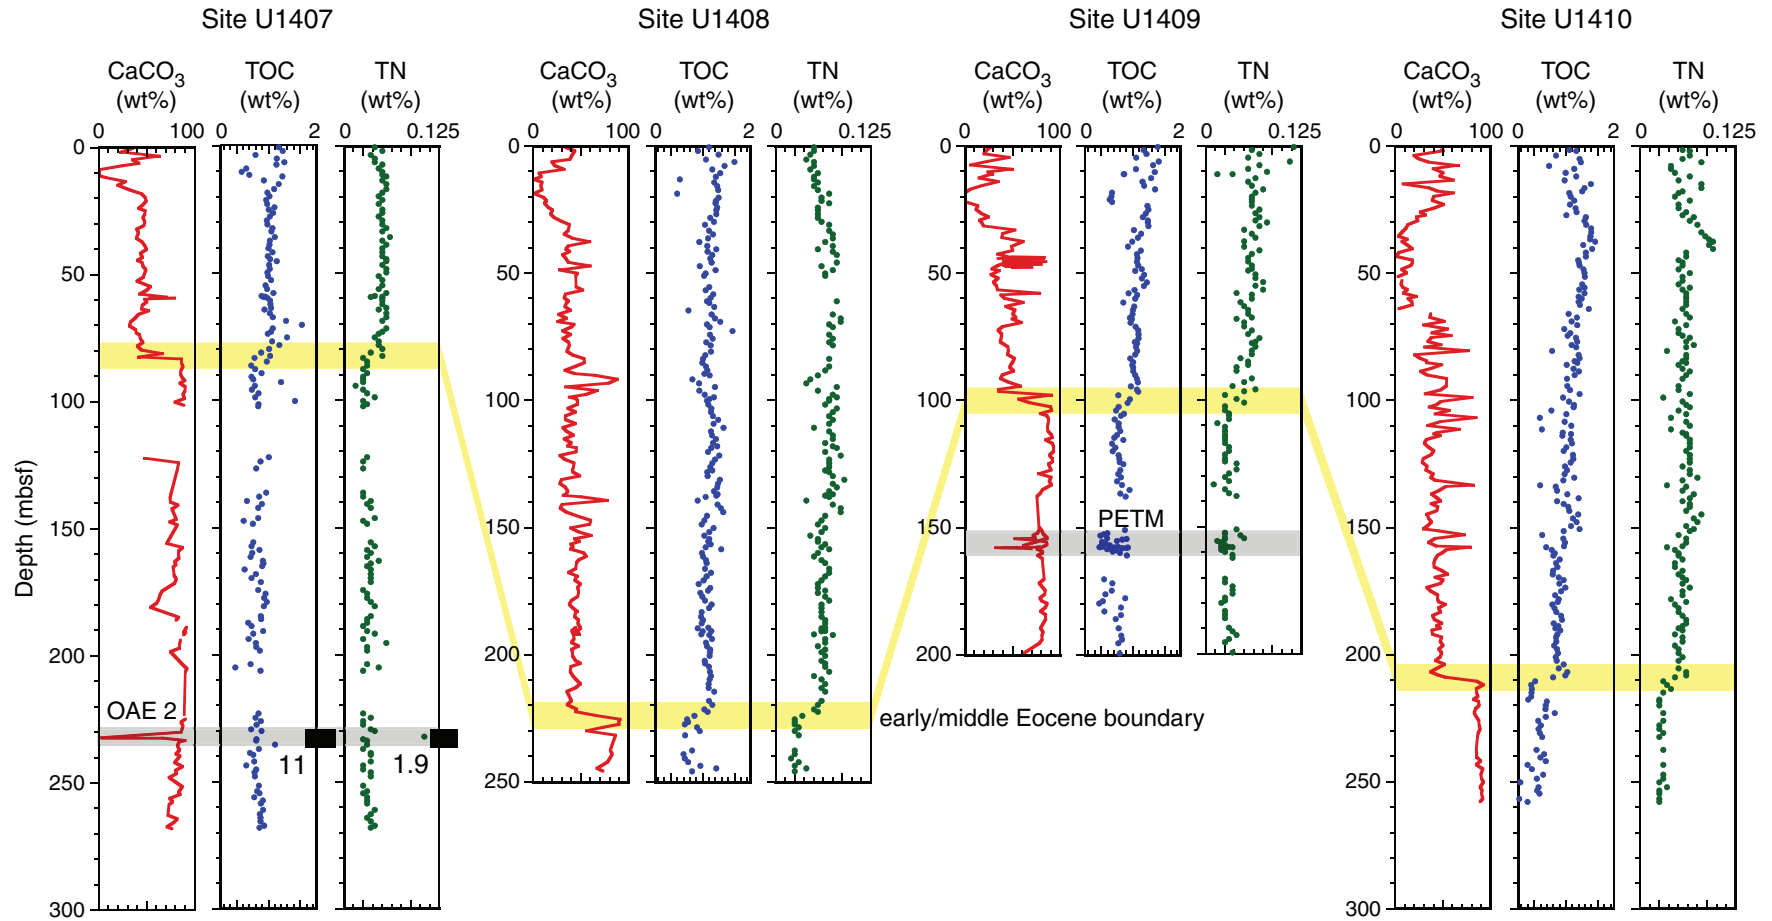 Site U1407
Site U1408
Site U1409
Site U1410
CaCO3 TOC TN
(wt%) (wt%) (wt%)
CaCO3 TOC TN
(wt%) (wt%) (wt%)
CaCO3 TOC TN
(wt%) (wt%) (wt%)
CaCO3 TOC TN
(wt%) (wt%) (wt%)
0 100 0 2 0 0.125
0 100 0 2 0 0.125
0 100 0 2 0 0.125
0 100 0 2 0 0.125
Depth (mbsf)
0
50
100
150
200
250
300
OAE 2
11
1.9
0
50
100
150
200
250
early/middle Eocene boundary
0
50
100
150
200
PETM
0
50
100
150
200
250
300